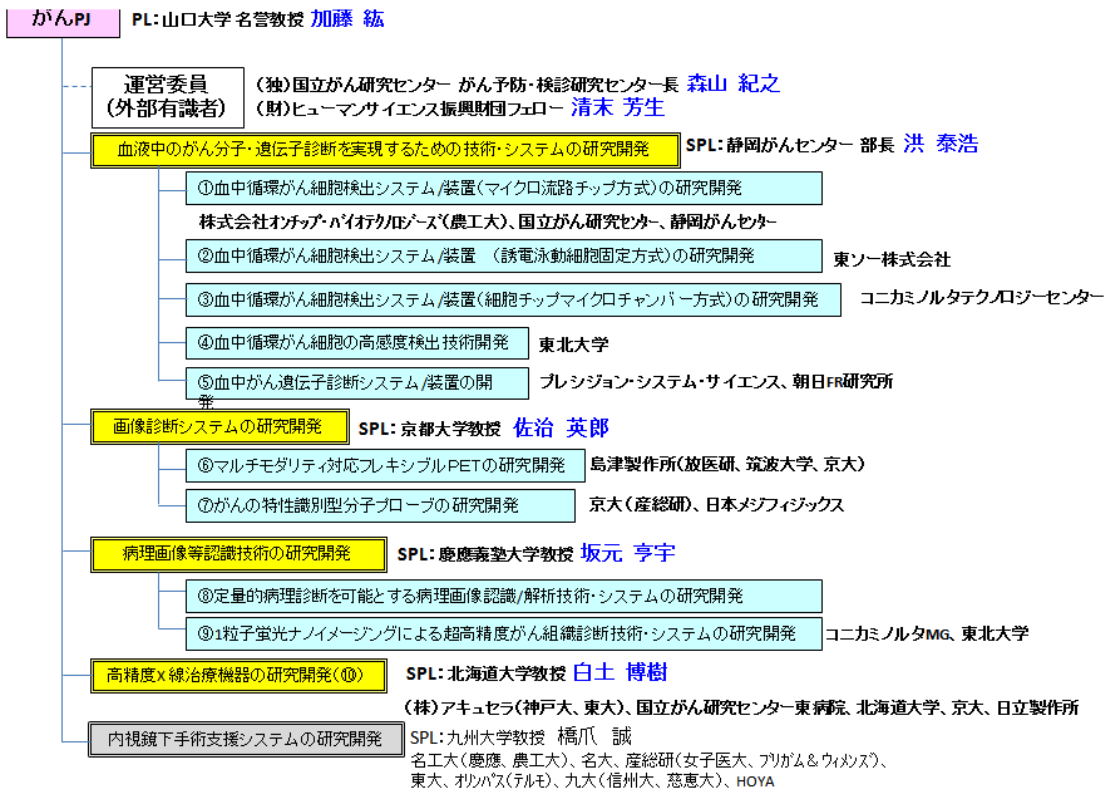 がんPJ PL:山口大学 名誉教授 加藤 紘
運営委員 (独)国立がん研究センター がん予防・検診研究センター長 森山 紀之
(外部有識者) (財)ヒューマンサイエンス振興財団フェロー 清末 芳生
血液中のがん分子・遺伝子診断を実現するための技術・システムの研究開発 SPL:静岡がんセンター 部長 洪 泰浩
①血中循環がん細胞検出システム/装置(マイクロ流路チップ方式)の研究開発
株式会社オンチップ・バイオテクノロジーズ(農工大)、国立がん研究センター、静岡がんセンター
②血中循環がん細胞検出システム/装置 (誘電泳動細胞固定方式)の研究開発 東ソー株式会社
③血中循環がん細胞検出システム/装置(細胞チップマイクロチャンバー方式)の研究開発 コニカミノルタテクノロジーセンター
④血中循環がん細胞の高感度検出技術開発 東北大学
⑤血中がん遺伝子診断システム/装置の開 プレシジョン・システム・サイエンス、朝日FR研究所
発
画像診断システムの研究開発 SPL:京都大学教授 佐治 英郎
⑥マルチモダリティ対応フレキシブルPETの研究開発 島津製作所(放医研、筑波大学、京大)
⑦がんの特性識別型分子プローブの研究開発 京大(産総研)、日本メジフィジックス
病理画像等認識技術の研究開発 SPL:慶應義塾大学教授 坂元 亨宇
⑧定量的病理診断を可能とする病理画像認識/解析技術・システムの研究開発
⑨1粒子蛍光ナノイメージングによる超高精度がん組織診断技術・システムの研究開発 コニカミノルタMG、東北大学
高精度X線治療機器の研究開発(⑩) SPL:北海道大学教授 白土 博樹
(株)アキュセラ(神戸大、東大)、国立がん研究センター東病院、北海道大学、京大、日立製作所
内視鏡下手術支援システムの研究開発 SPL:九州大学教授 橋爪 誠
名工大(慶應、農工大)、名大、産総研(女子医大、フリガム&ウィメンズ)、
東大、オリンパス(テルモ)、九大(信州大、慈恵大)、HOYA